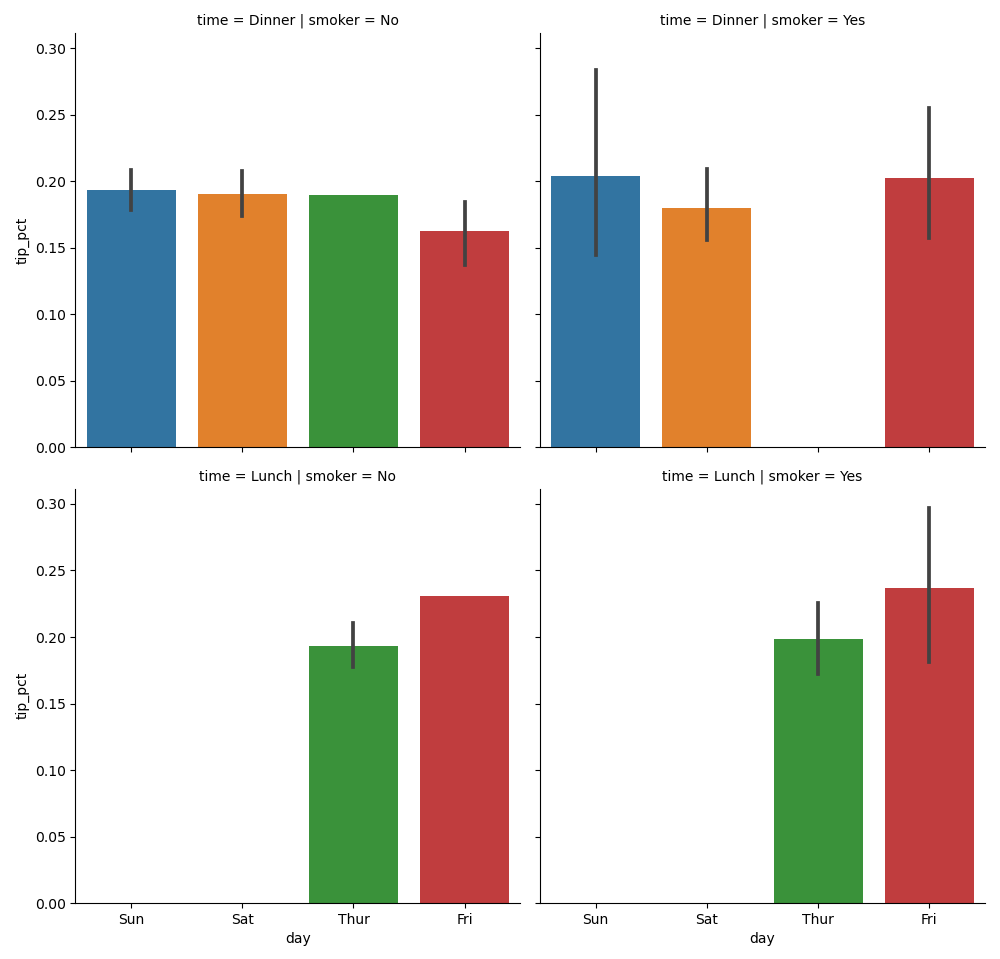 time = Dinner | smoker = No
time = Dinner | smoker = Yes
0.30
0.25
0.20
0.15
0.10
0.05
0.00
tip_pct
time = Lunch | smoker = No
time = Lunch | smoker = Yes
0.30
0.25
0.20
0.15
0.10
0.05
0.00
tip_pct
Sun Sat Thur Fri
Sun Sat Thur Fri
day
day